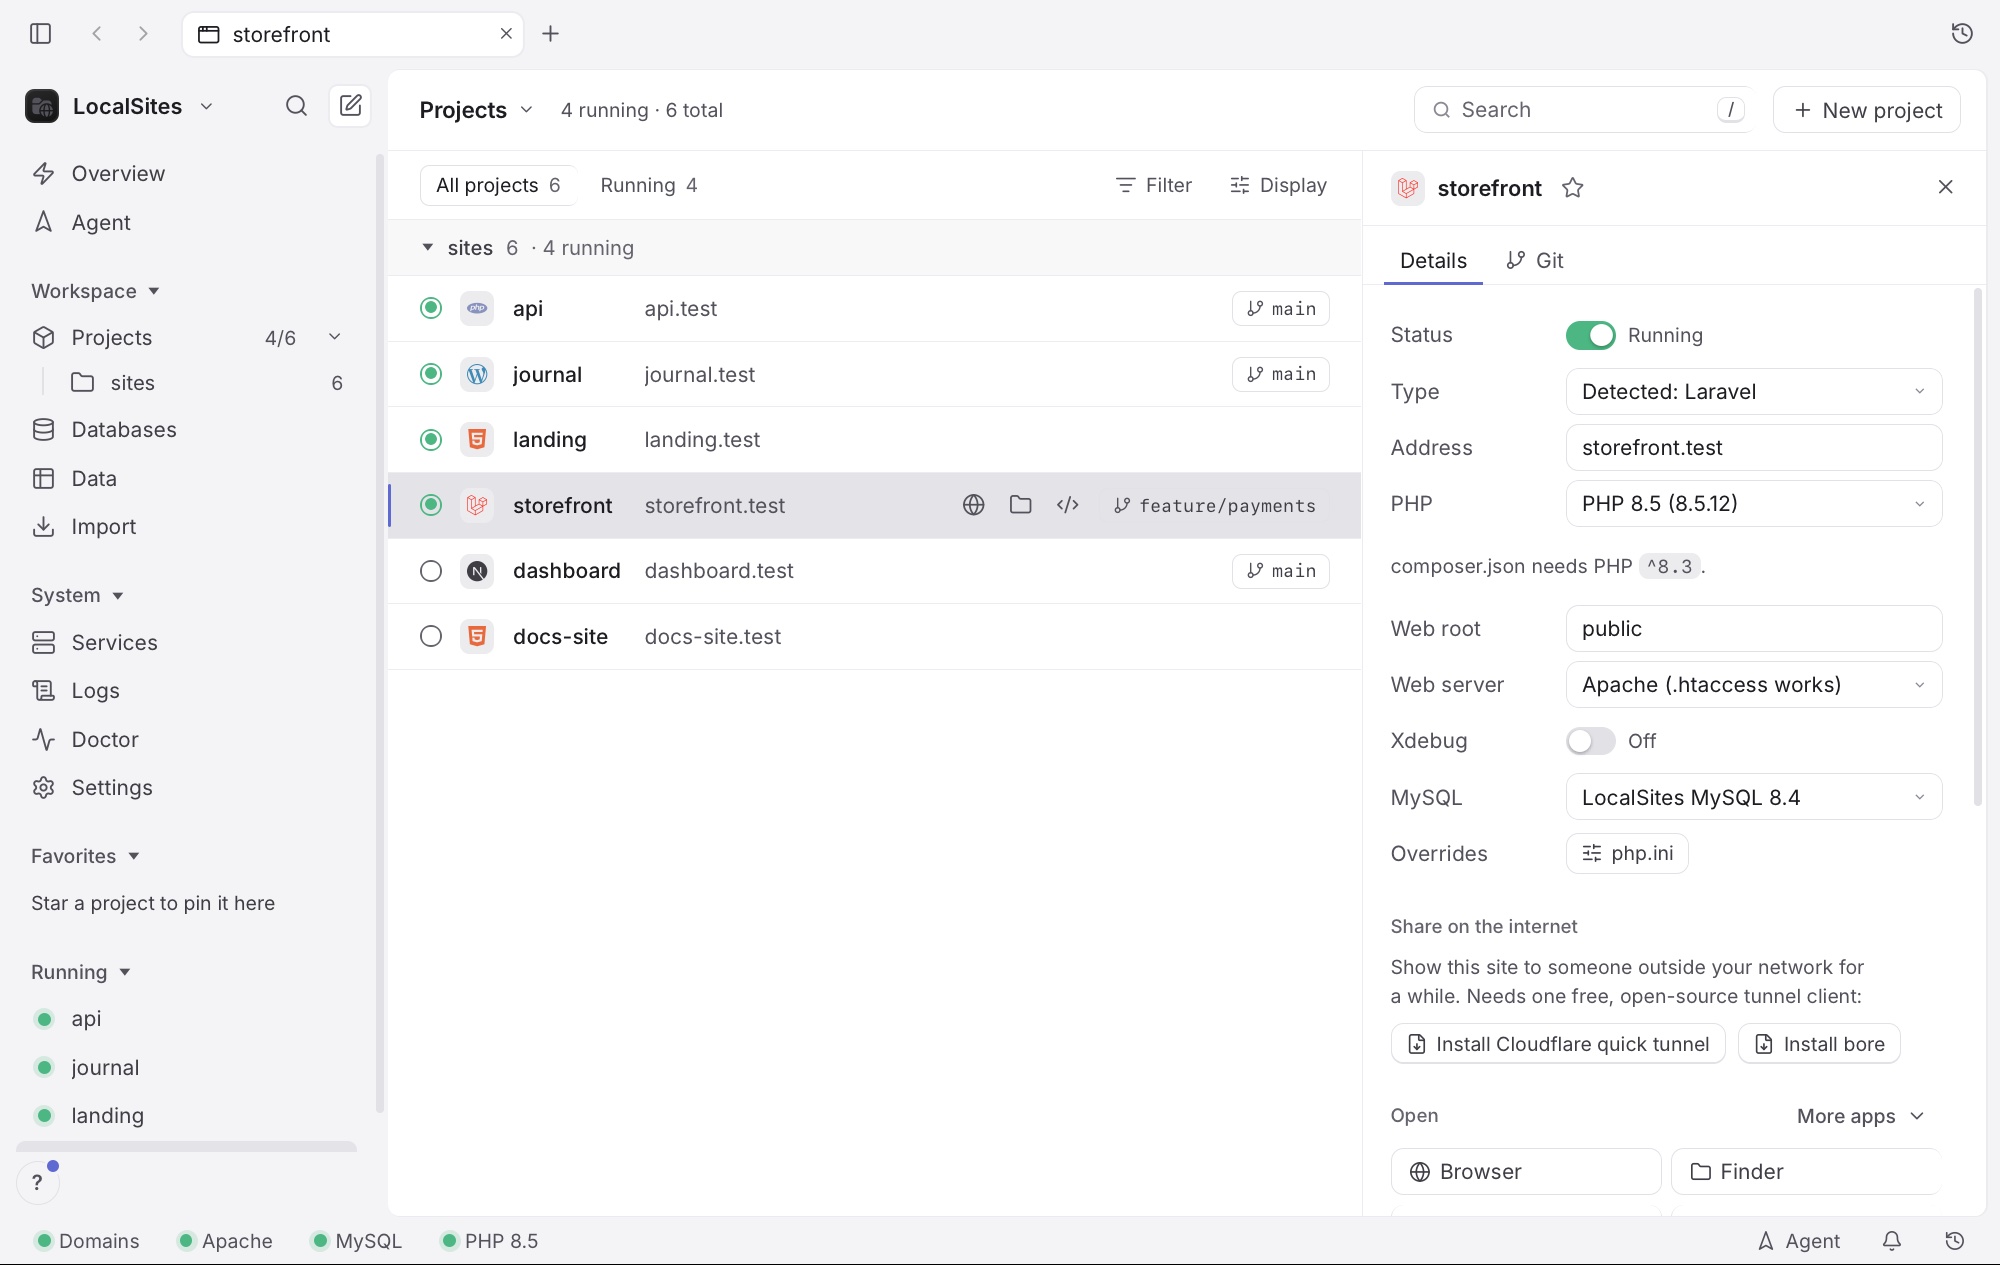 storefront
LocalSites
Overview
Agent
Workspace
Projects 4/6
sites 6
Databases
Data
Import
System
Services
Logs
Doctor
Settings
Favorites
Star a project to pin it here
Running
api
journal
landing
?
Projects 4 running · 6 total
Search /
New project
All projects 6 Running 4 Filter Display
sites 6 · 4 running
php api api.test main
journal journal.test main
landing landing.test
storefront storefront.test feature/payments
N dashboard dashboard.test main
docs-site docs-site.test
storefront
Details Git
Status Running
Type Detected: Laravel
Address storefront.test
PHP PHP 8.5 (8.5.12)
composer.json needs PHP ^8.3.
Web root public
Web server Apache (.htaccess works)
Xdebug Off
MySQL LocalSites MySQL 8.4
Overrides php.ini
Share on the internet
Show this site to someone outside your network for
a while. Needs one free, open-source tunnel client:
Install Cloudflare quick tunnel Install bore
Open More apps
Browser Finder
Domains Apache MySQL PHP 8.5 Agent